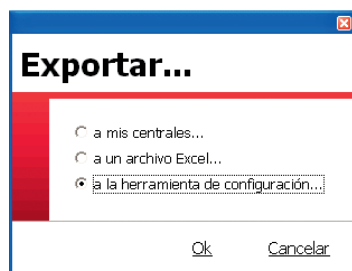 Exportar...
a mis centrales...
a un archivo Excel...
a la herramienta de configuración...
Ok Cancelar